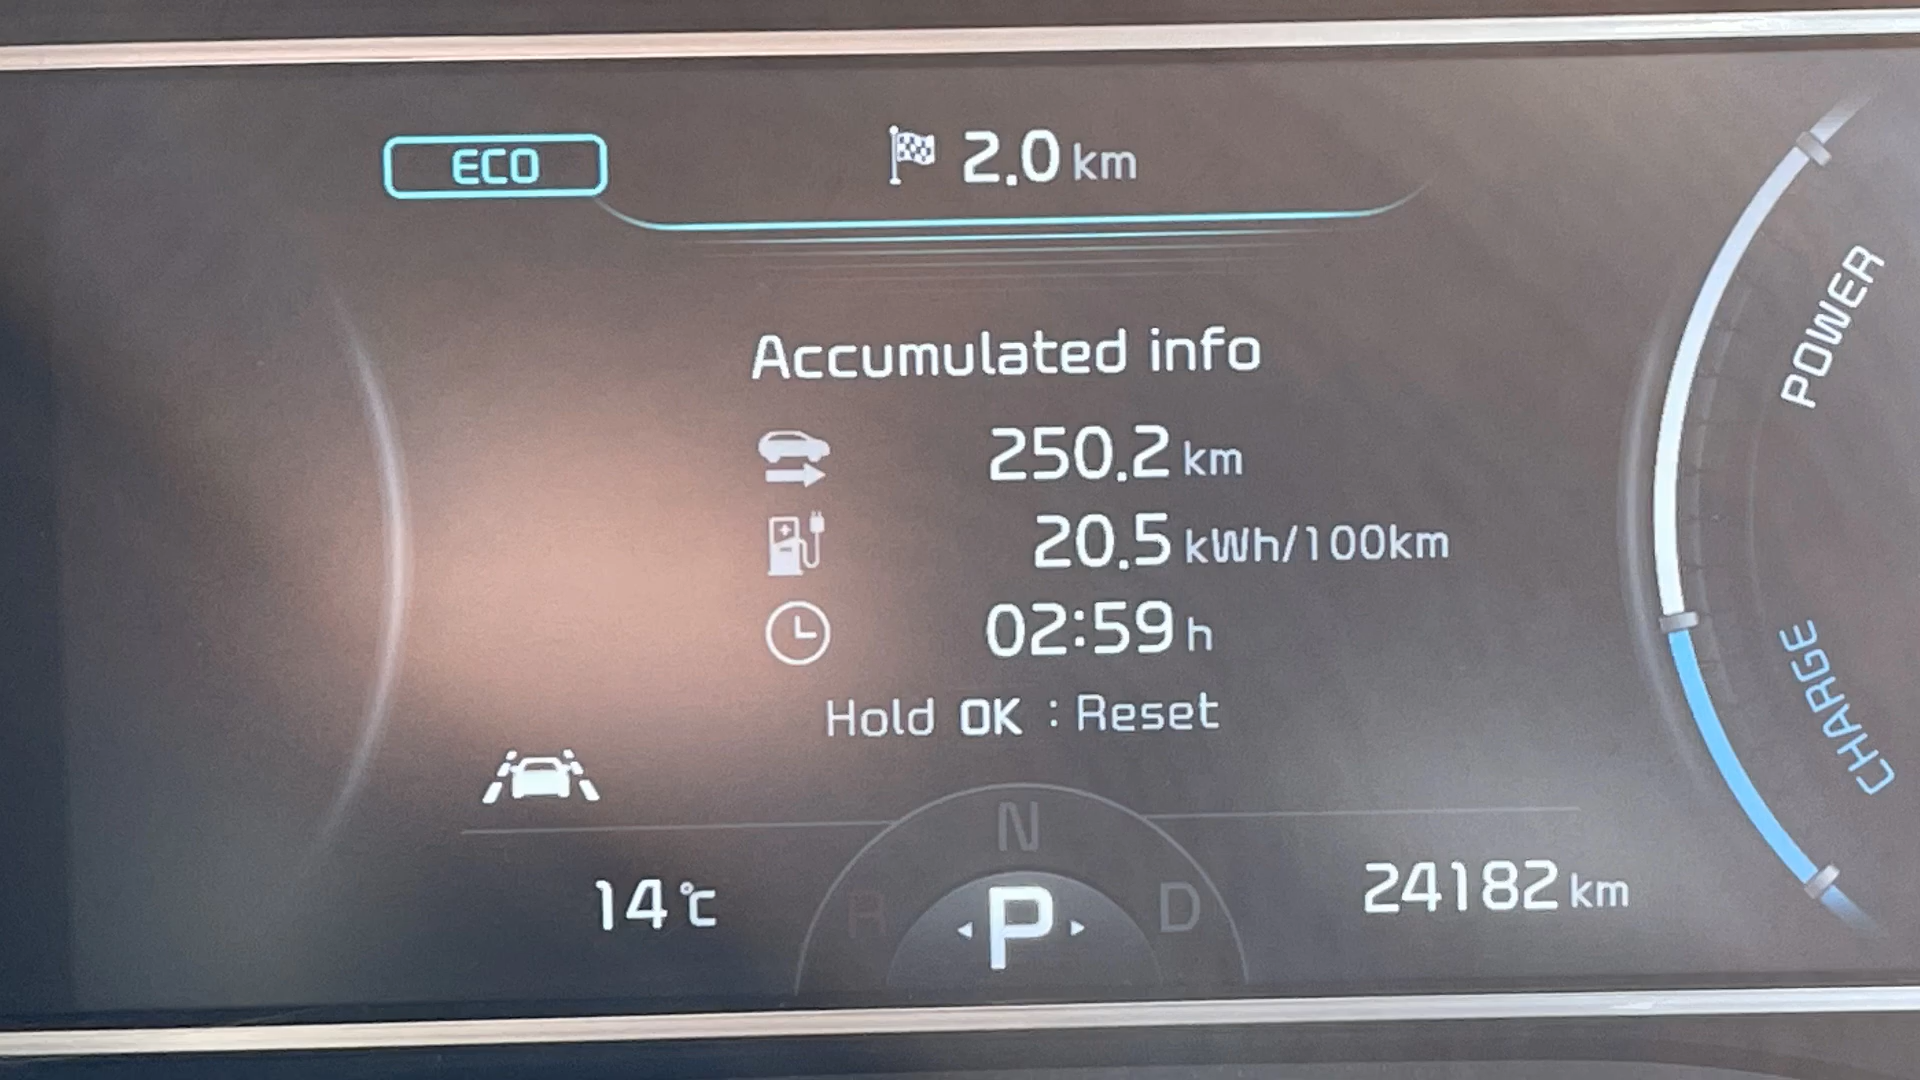 ECO
2.0 km
Accumulated info
250.2 km
20.5 kWh/100km
02:59 h
Hold OK : Reset
POWER
CHARGE
N
14 ℃
R
P
D
24182 km